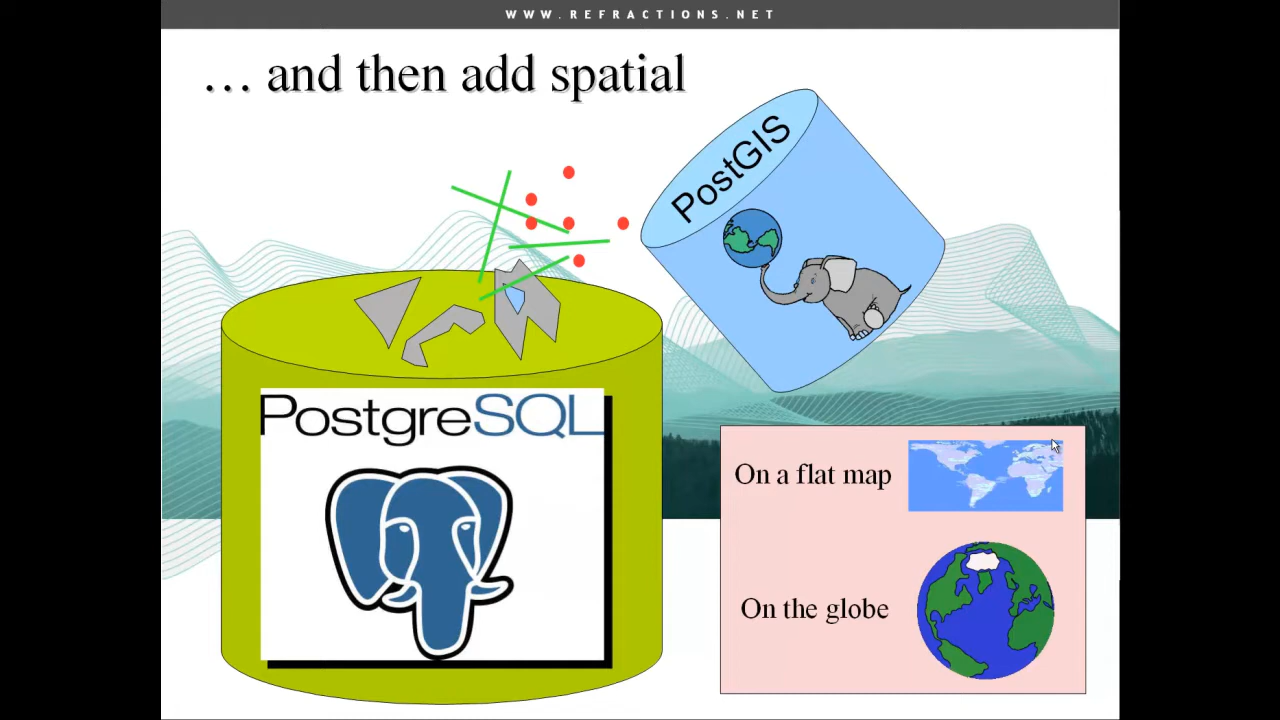 WWW.REFRACTIONS.NET
… and then add spatial
PostGIS
PostgreSQL
On a flat map
On the globe